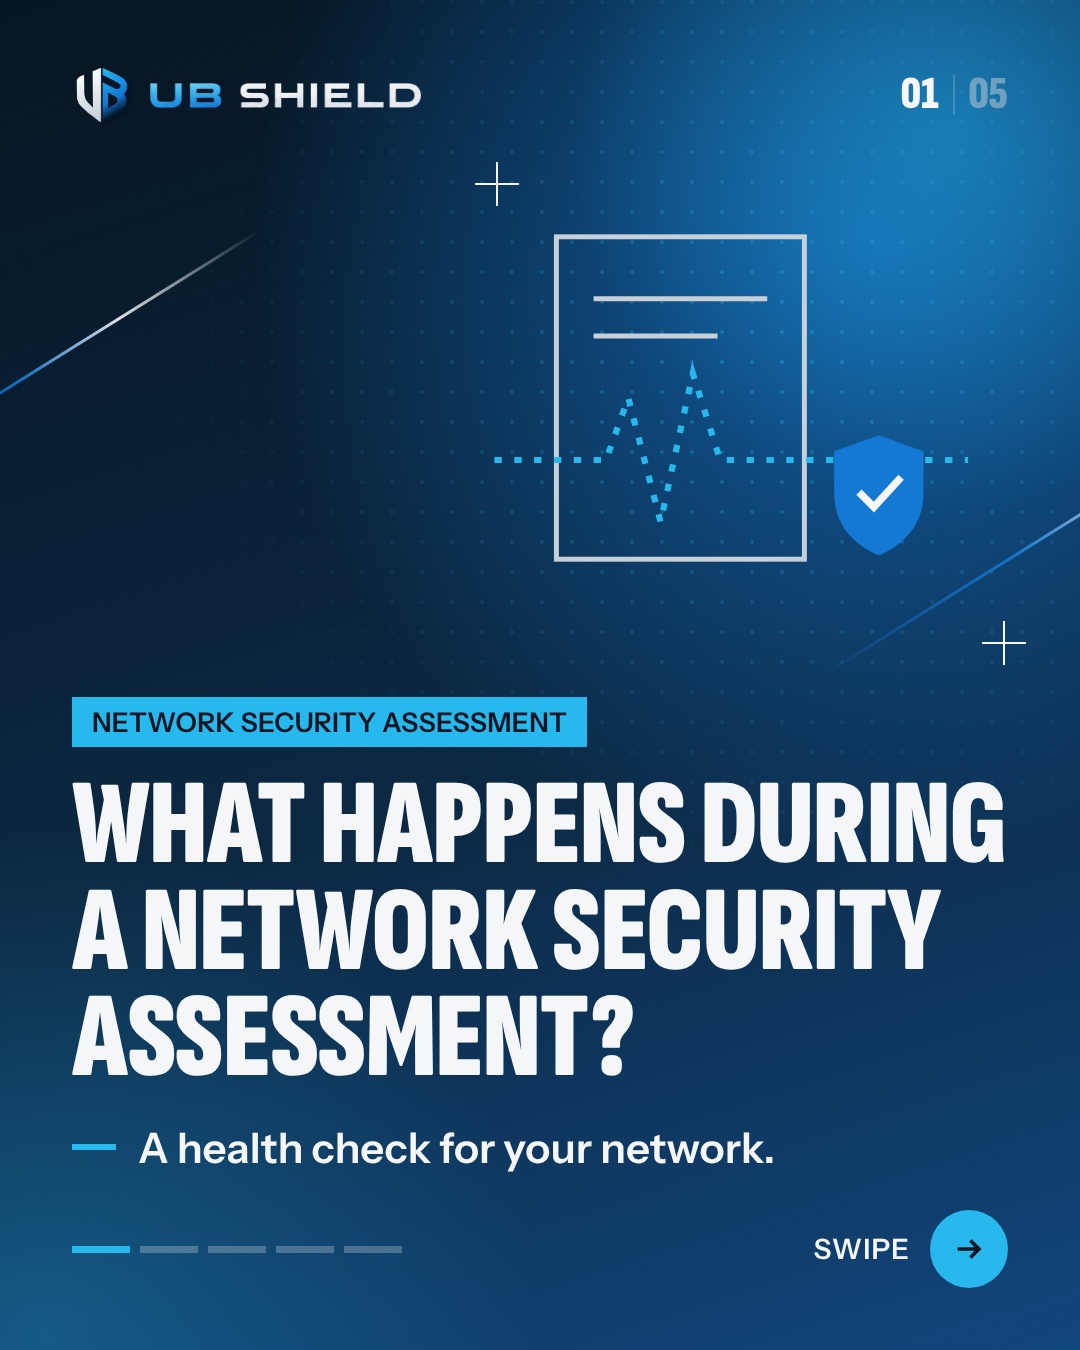 UB SHIELD
01 | 05
NETWORK SECURITY ASSESSMENT
WHAT HAPPENS DURING
A NETWORK SECURITY
ASSESSMENT?
A health check for your network.
SWIPE